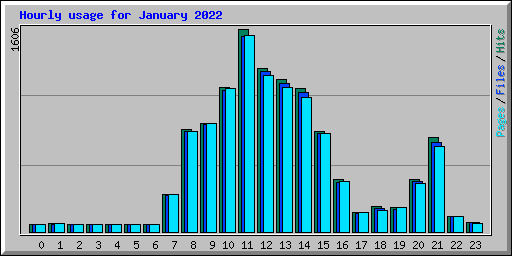 Hourly usage for January 2022
1606
Pages/Files/Hits
0 1 2 3 4 5 6 7 8 9 10 11 12 13 14 15 16 17 18 19 20 21 22 23